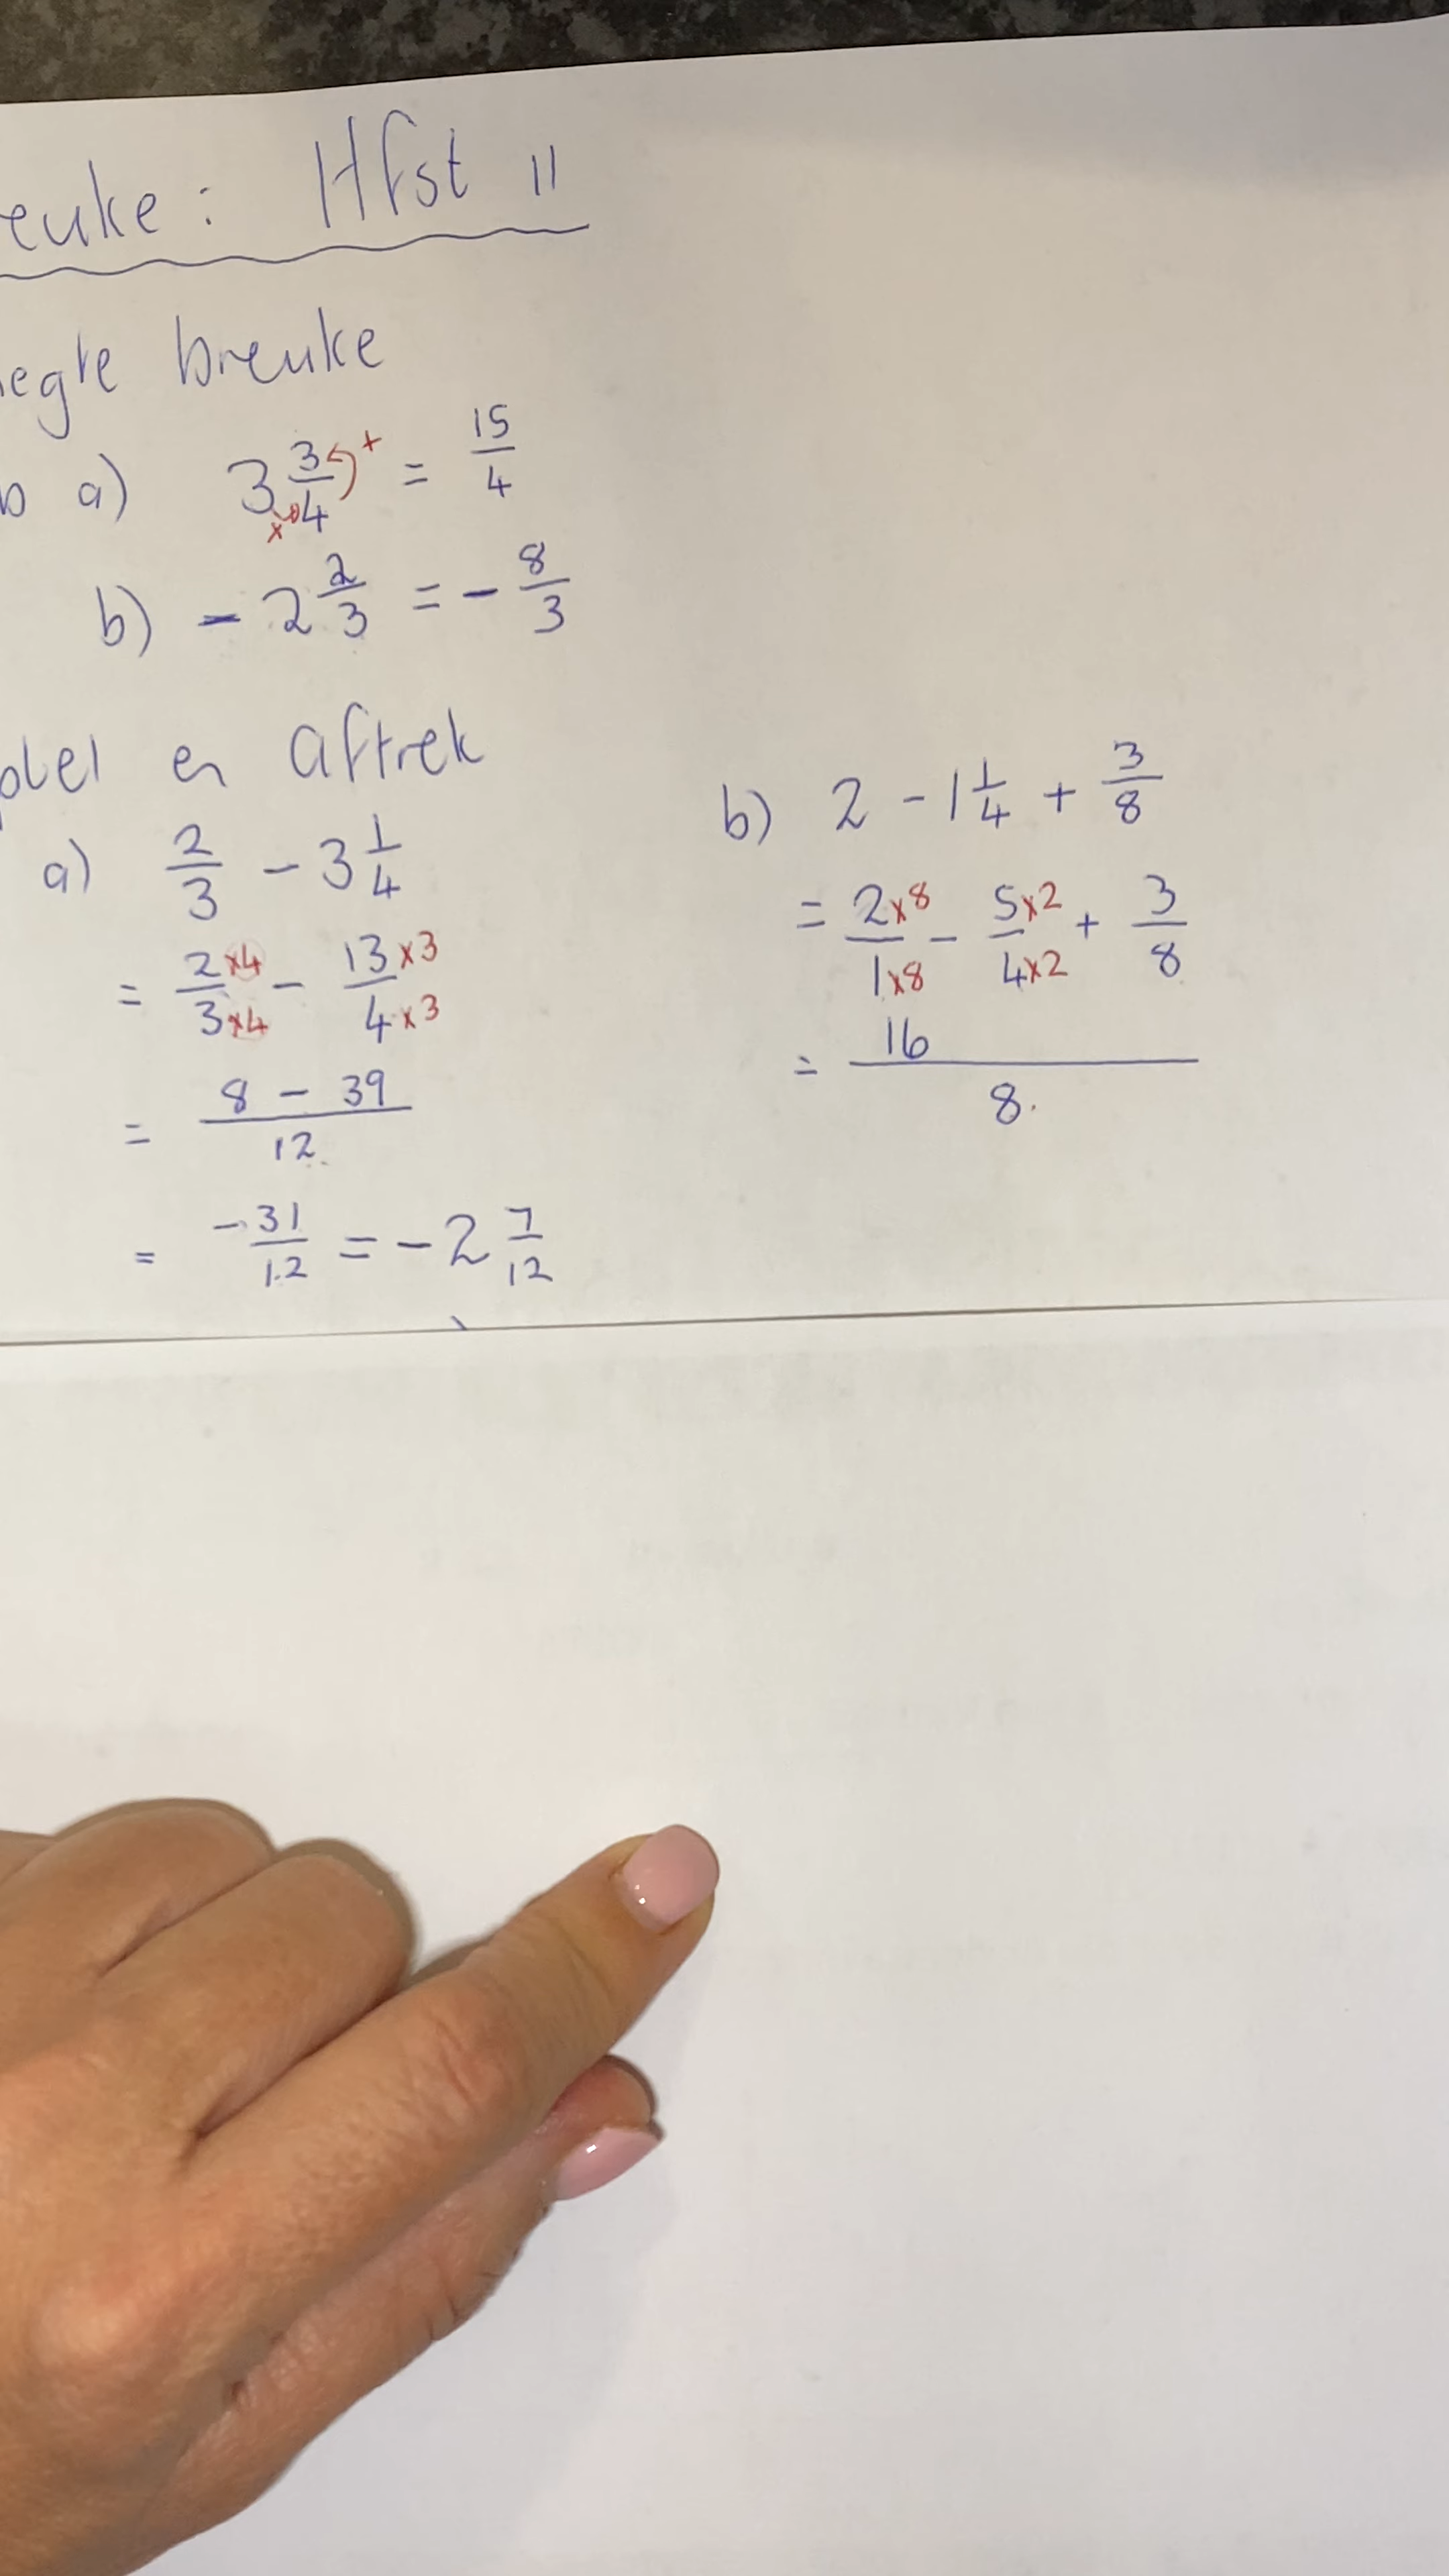 euke: Hfst 11
egte breuke
b a) 3 3/4 = 15/4
+
x
b) - 2 2/3 = - 8/3
el en aftrek
a) 2/3 - 3 1/4
= 2x4/3x4 - 13x3/4x3
= 8 - 39/12
= -31/12 = -2 7/12
b) 2 - 1 1/4 + 3/8
= 2x8/1x8 - 5x2/4x2 + 3/8
= 16/8